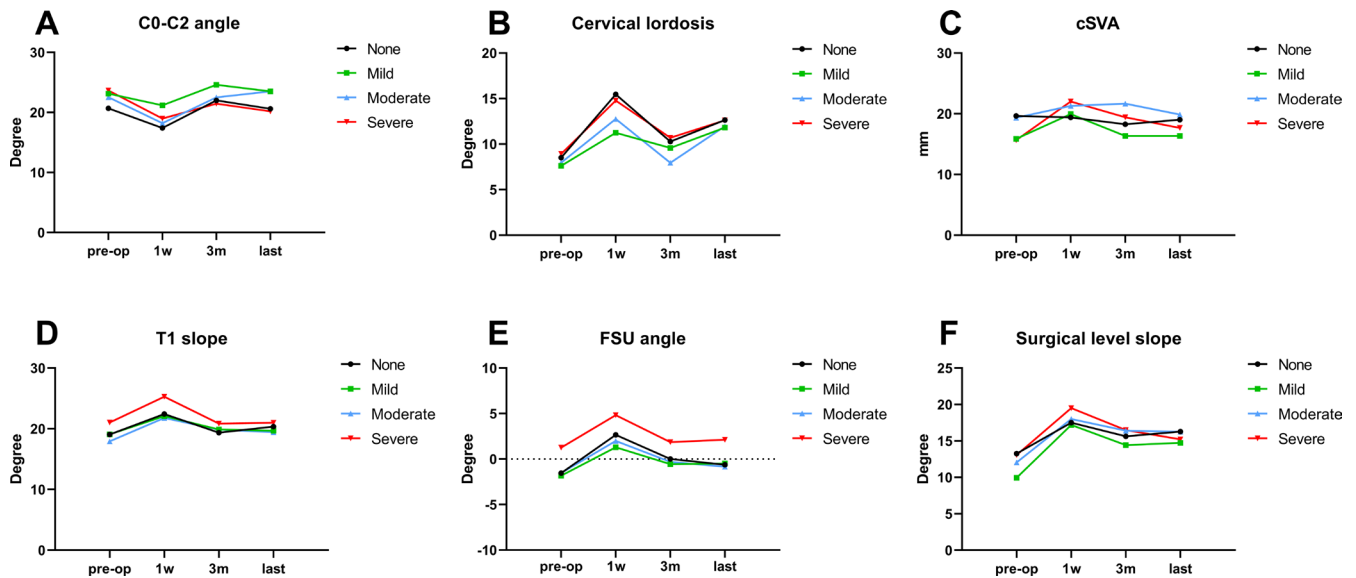 A
C0-C2 angle
Degree
30
20
10
0
pre-op 1w 3m last
None
Mild
Moderate
Severe
B
Cervical lordosis
Degree
20
15
10
5
0
pre-op 1w 3m last
None
Mild
Moderate
Severe
C
cSVA
mm
30
20
10
0
pre-op 1w 3m last
None
Mild
Moderate
Severe
D
T1 slope
Degree
30
20
10
0
pre-op 1w 3m last
None
Mild
Moderate
Severe
E
FSU angle
Degree
10
5
0
-5
-10
pre-op 1w 3m last
None
Mild
Moderate
Severe
F
Surgical level slope
Degree
25
20
15
10
5
0
pre-op 1w 3m last
None
Mild
Moderate
Severe